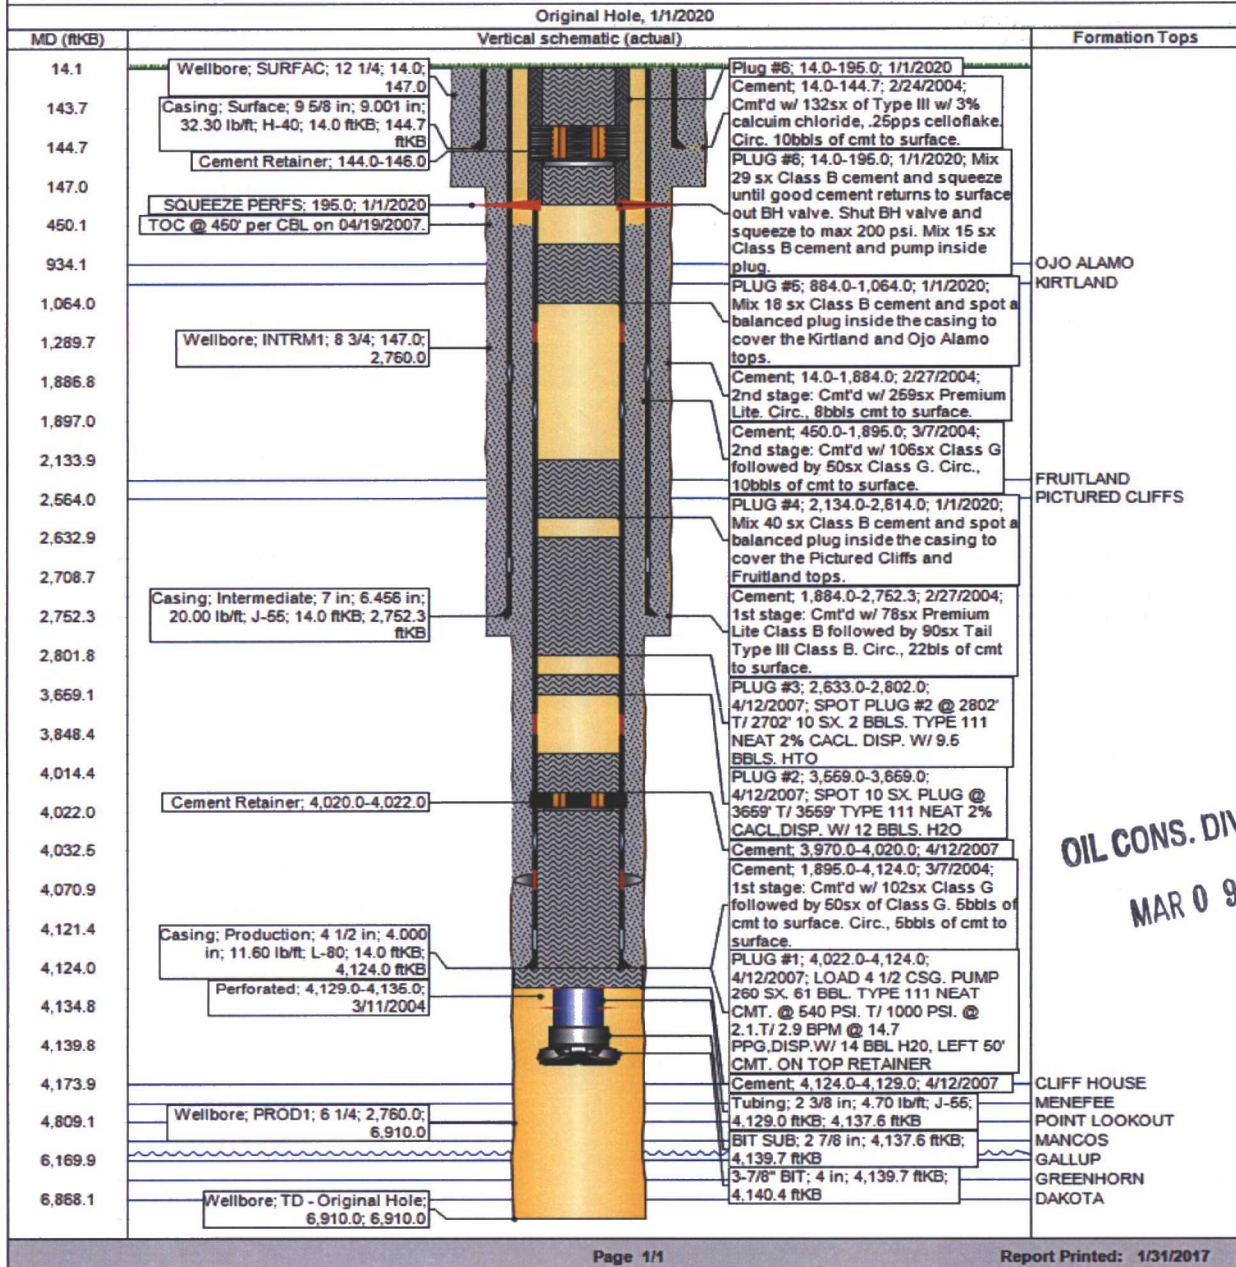 Original Hole, 1/1/2020
MD (ftKB)
Vertical schematic (actual)
Formation Tops
14.1
143.7
144.7
147.0
450.1
934.1
1,064.0
1,289.7
1,886.8
1,897.0
2,133.9
2,564.0
2,632.9
2,708.7
2,752.3
2,801.8
3,659.1
3,848.4
4,014.4
4,022.0
4,032.5
4,070.9
4,121.4
4,124.0
4,134.8
4,139.8
4,173.9
4,809.1
6,169.9
6,868.1
Wellbore; SURFAC; 12 1/4; 14.0;
147.0
Casing; Surface; 9 5/8 in; 9.001 in;
32.30 lb/ft; H-40; 14.0 ftKB; 144.7
ftKB
Cement Retainer; 144.0-146.0
SQUEEZE PERFS; 195.0; 1/1/2020
TOC @ 450' per CBL on 04/19/2007.
Wellbore; INTRM1; 8 3/4; 147.0;
2,760.0
Casing; Intermediate; 7 in; 6.456 in;
20.00 lb/ft; J-55; 14.0 ftKB; 2,752.3
ftKB
Cement Retainer; 4,020.0-4,022.0
Casing; Production; 4 1/2 in; 4.000
in; 11.60 lb/ft; L-80; 14.0 ftKB;
4,124.0 ftKB
Perforated; 4,129.0-4,135.0;
3/11/2004
Wellbore; PROD1; 6 1/4; 2,760.0;
6,910.0
Wellbore; TD - Original Hole;
6,910.0; 6,910.0
Plug #6; 14.0-195.0; 1/1/2020
Cement; 14.0-144.7; 2/24/2004;
Cmt'd w/ 132sx of Type III w/ 3%
calcuim chloride, .25pps celloflake.
Circ. 10bbls of cmt to surface.
PLUG #6; 14.0-195.0; 1/1/2020; Mix
29 sx Class B cement and squeeze
until good cement returns to surface
out BH valve. Shut BH valve and
squeeze to max 200 psi. Mix 15 sx
Class B cement and pump inside
plug.
PLUG #5; 884.0-1,064.0; 1/1/2020;
Mix 18 sx Class B cement and spot a
balanced plug inside the casing to
cover the Kirtland and Ojo Alamo
tops.
Cement; 14.0-1,884.0; 2/27/2004;
2nd stage: Cmt'd w/ 259sx Premium
Lite. Circ., 8bbls cmt to surface.
Cement; 450.0-1,895.0; 3/7/2004;
2nd stage: Cmt'd w/ 106sx Class G
followed by 50sx Class G. Circ.,
10bbls of cmt to surface.
PLUG #4; 2,134.0-2,614.0; 1/1/2020;
Mix 40 sx Class B cement and spot a
balanced plug inside the casing to
cover the Pictured Cliffs and
Fruitland tops.
Cement; 1,884.0-2,752.3; 2/27/2004;
1st stage: Cmt'd w/ 78sx Premium
Lite Class B followed by 90sx Tail
Type III Class B. Circ., 22bls of cmt
to surface.
PLUG #3; 2,633.0-2,802.0;
4/12/2007; SPOT PLUG #2 @ 2802'
T/ 2702' 10 SX. 2 BBLS. TYPE 111
NEAT 2% CACL. DISP. W/ 9.5
BBLS. HTO
PLUG #2; 3,559.0-3,659.0;
4/12/2007; SPOT 10 SX. PLUG @
3659' T/ 3559' TYPE 111 NEAT 2%
CACL,DISP. W/ 12 BBLS. H2O
Cement; 3,970.0-4,020.0; 4/12/2007
Cement; 1,895.0-4,124.0; 3/7/2004;
1st stage: Cmt'd w/ 102sx Class G
followed by 50sx of Class G. 5bbls of
cmt to surface. Circ., 5bbls of cmt to
surface.
PLUG #1; 4,022.0-4,124.0;
4/12/2007; LOAD 4 1/2 CSG. PUMP
260 SX. 61 BBL. TYPE 111 NEAT
CMT. @ 540 PSI. T/ 1000 PSI. @
2.1.T/ 2.9 BPM @ 14.7
PPG,DISP.W/ 14 BBL H20, LEFT 50'
CMT. ON TOP RETAINER
Cement; 4,124.0-4,129.0; 4/12/2007
Tubing; 2 3/8 in; 4.70 lb/ft; J-55;
4,129.0 ftKB; 4,137.6 ftKB
BIT SUB; 2 7/8 in; 4,137.6 ftKB;
4,139.7 ftKB
3-7/8" BIT; 4 in; 4,139.7 ftKB;
4,140.4 ftKB
OJO ALAMO
KIRTLAND
FRUITLAND
PICTURED CLIFFS
OIL CONS. DIV
MAR 0 9
CLIFF HOUSE
MENEFEE
POINT LOOKOUT
MANCOS
GALLUP
GREENHORN
DAKOTA
Page 1/1
Report Printed: 1/31/2017